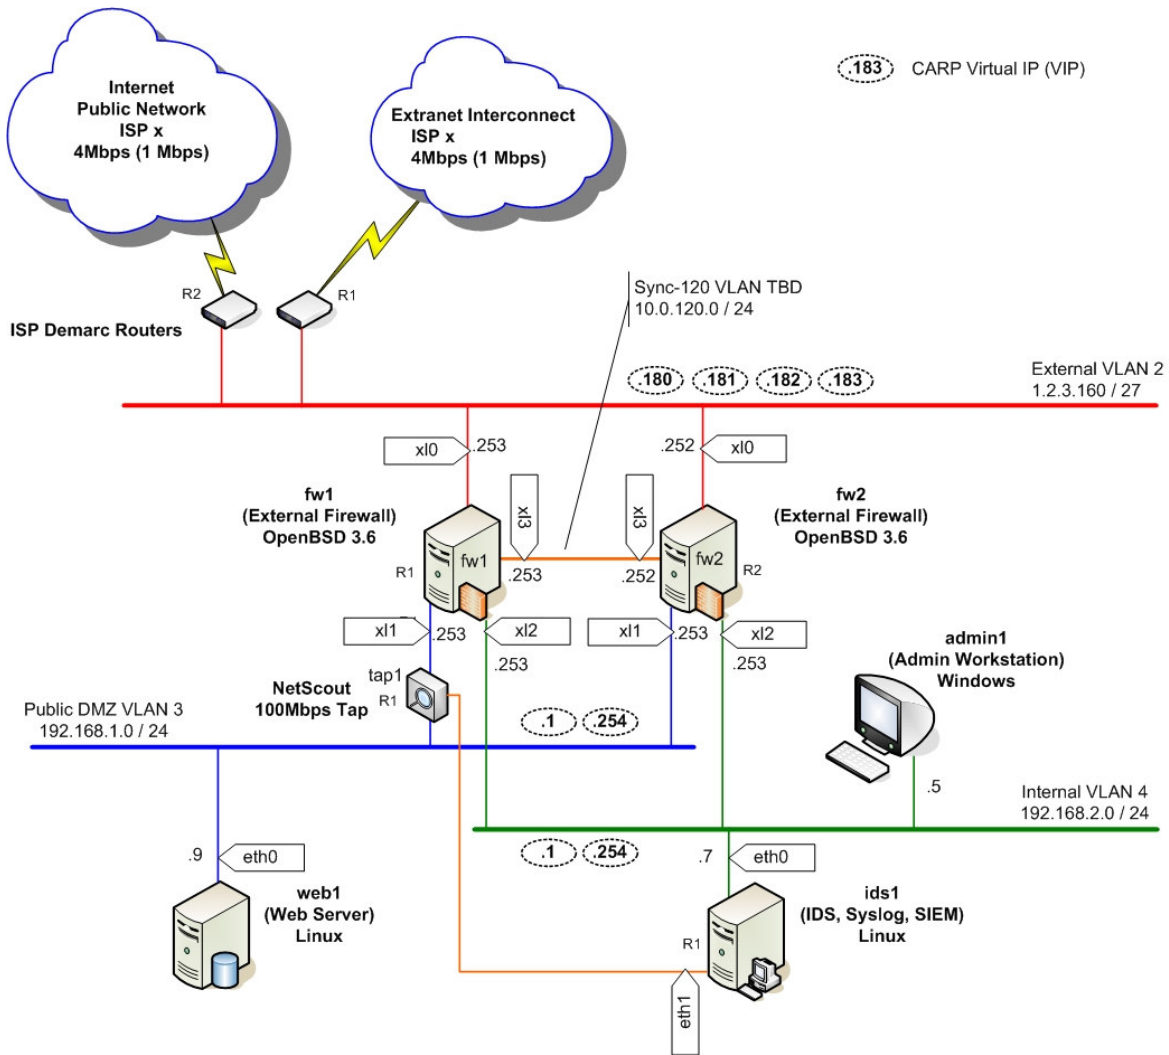 Internet
Public Network
ISP x
4Mbps (1 Mbps)
Extranet Interconnect
ISP x
4Mbps (1 Mbps)
.183 CARP Virtual IP (VIP)
R2
R1
ISP Demarc Routers
Sync-120 VLAN TBD
10.0.120.0 / 24
.180
.181
.182
.183
External VLAN 2
1.2.3.160 / 27
xl0
.253
.252
xl0
fw1
(External Firewall)
OpenBSD 3.6
xl3
xl3
fw2
(External Firewall)
OpenBSD 3.6
fw1
fw2
R1
.253
.252
R2
xl1
.253
xl2
.253
xl1
.253
xl2
.253
admin1
(Admin Workstation)
Windows
tap1
R1
NetScout
100Mbps Tap
Public DMZ VLAN 3
192.168.1.0 / 24
.1
.254
.5
Internal VLAN 4
192.168.2.0 / 24
.1
.254
.9
eth0
.7
eth0
web1
(Web Server)
Linux
ids1
(IDS, Syslog, SIEM)
Linux
R1
eth1